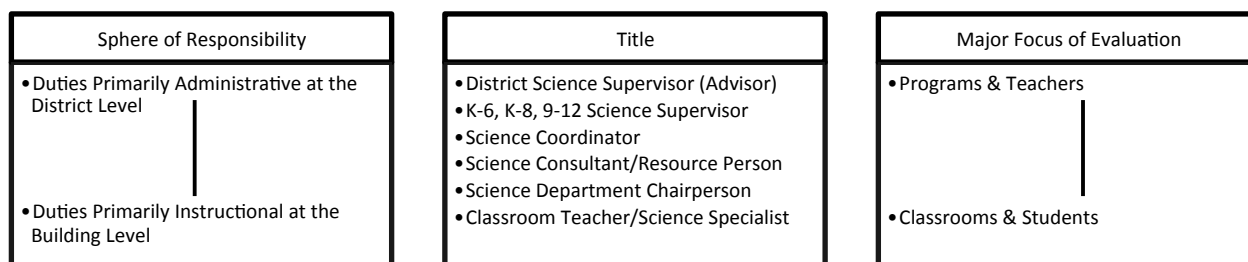 Sphere of Responsibility
•Duties Primarily Administrative at the
District Level
•Duties Primarily Instructional at the
Building Level
Title
•District Science Supervisor (Advisor)
•K-6, K-8, 9-12 Science Supervisor
•Science Coordinator
•Science Consultant/Resource Person
•Science Department Chairperson
•Classroom Teacher/Science Specialist
Major Focus of Evaluation
•Programs & Teachers
•Classrooms & Students